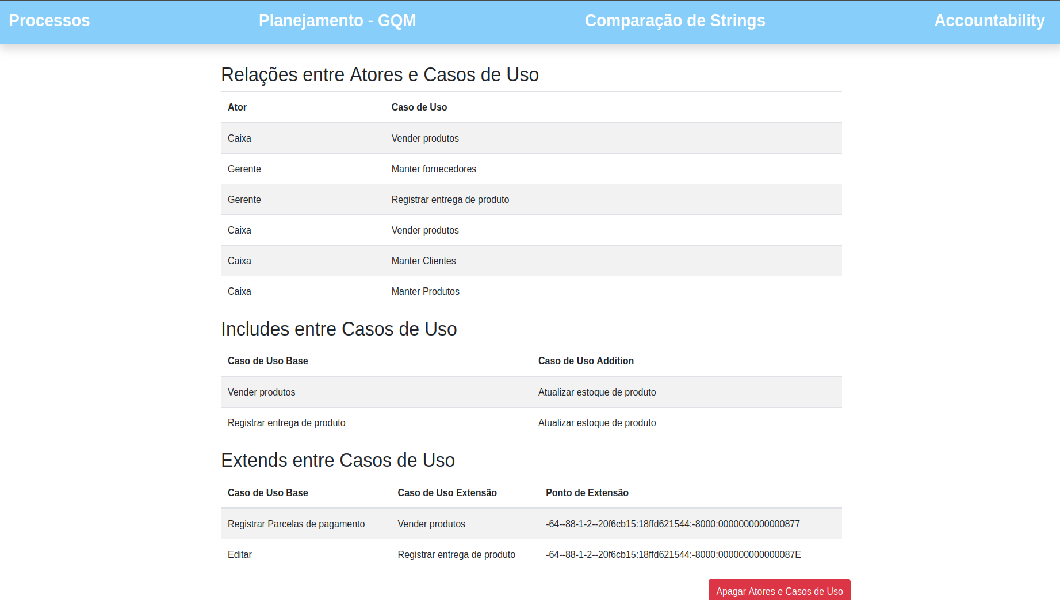 Processos Planejamento - GQM Comparação de Strings Accountability
Relações entre Atores e Casos de Uso
Ator Caso de Uso
Caixa Vender produtos
Gerente Manter fornecedores
Gerente Registrar entrega de produto
Caixa Vender produtos
Caixa Manter Clientes
Caixa Manter Produtos
Includes entre Casos de Uso
Caso de Uso Base Caso de Uso Addition
Vender produtos Atualizar estoque de produto
Registrar entrega de produto Atualizar estoque de produto
Extends entre Casos de Uso
Caso de Uso Base Caso de Uso Extensão Ponto de Extensão
Registrar Parcelas de pagamento Vender produtos -64--88-1-2--20f6cb15:18ffd621544:-8000:0000000000000877
Editar Registrar entrega de produto -64--88-1-2--20f6cb15:18ffd621544:-8000:000000000000087E
Apagar Atores e Casos de Uso